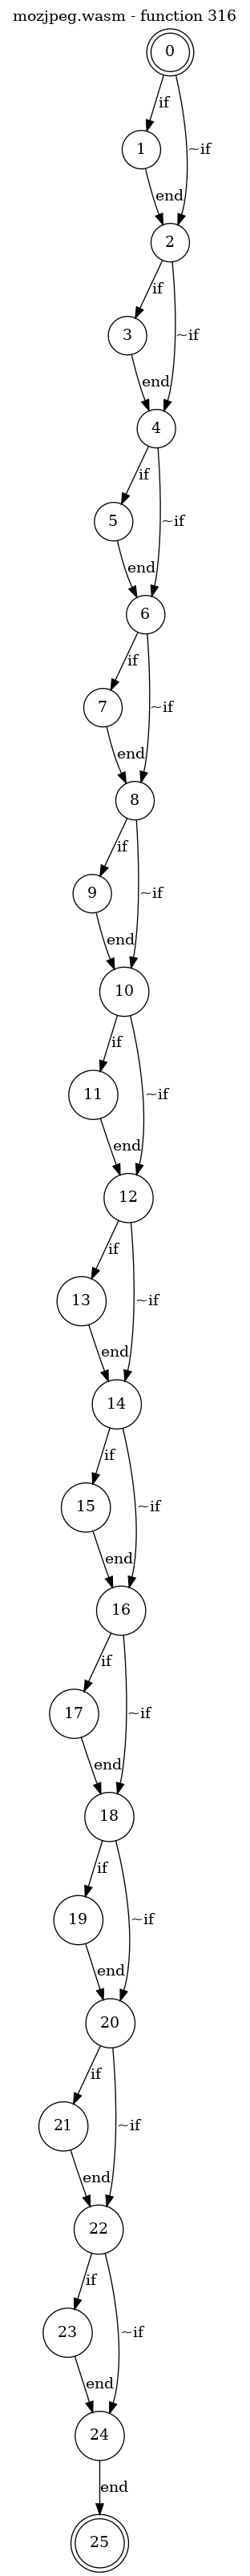 mozjpeg.wasm - function 316
0
if
~if
1
end
2
if
~if
3
end
4
if
~if
5
end
6
if
~if
7
end
8
if
~if
9
end
10
if
~if
11
end
12
if
~if
13
end
14
if
~if
15
end
16
if
~if
17
end
18
if
~if
19
end
20
if
~if
21
end
22
if
~if
23
end
24
end
25